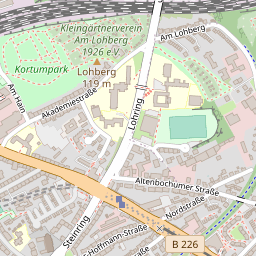 Kleingärtnerverein
Am Lohberg
1926 e.V.
Am Lohberg
Kortumpark
Lohberg
119 m
Am Hain
Akademiestraße
Lohring
Altenbochumer Straße
Steinring
Nordstraße
-Hoffmann-Straße
B 226